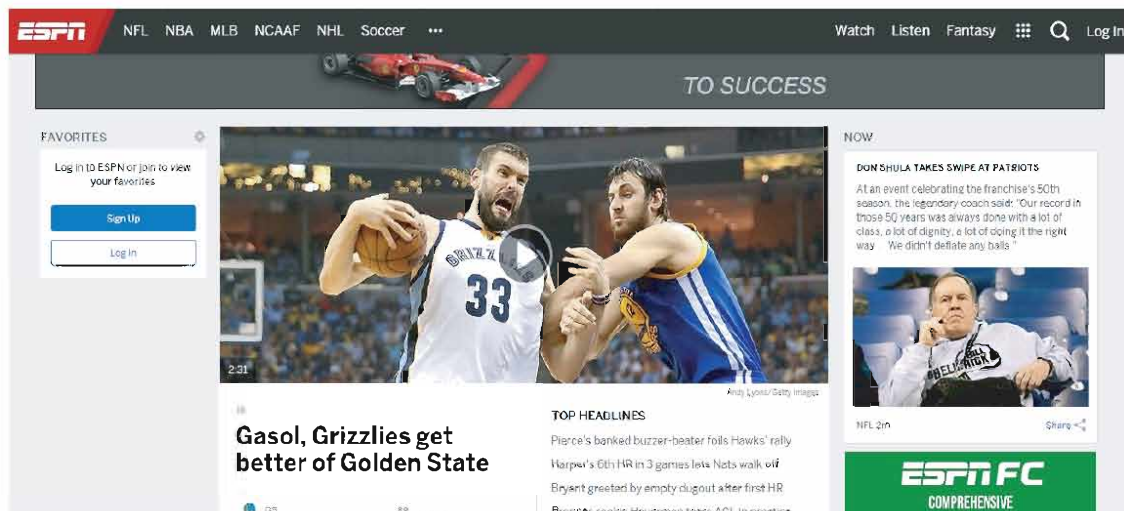 ESPN NFL NBA MLB NCAAF NHL Soccer ••• Watch Listen Fantasy Log In
TO SUCCESS
FAVORITES
Log in to ESPN or join to view
your favorites
Sign Up
Log In
GRIZZLIES
33
2:31
Andy Lyons/Getty Images
Gasol, Grizzlies get
better of Golden State
TOP HEADLINES
Pierce's banked buzzer-beater foils Hawks' rally
Harper's 6th HR in 3 games lets Nats walk off
Bryant greeted by empty dugout after first HR
NOW
DON SHULA TAKES SWIPE AT PATRIOTS
At an event celebrating the franchise's 50th
season, the legendary coach said: "Our record in
those 50 years was always done with a lot of
class, a lot of dignity, a lot of doing it the right
way We didn't deflate any balls."
NFL 2m Share
ESPN FC
COMPREHENSIVE